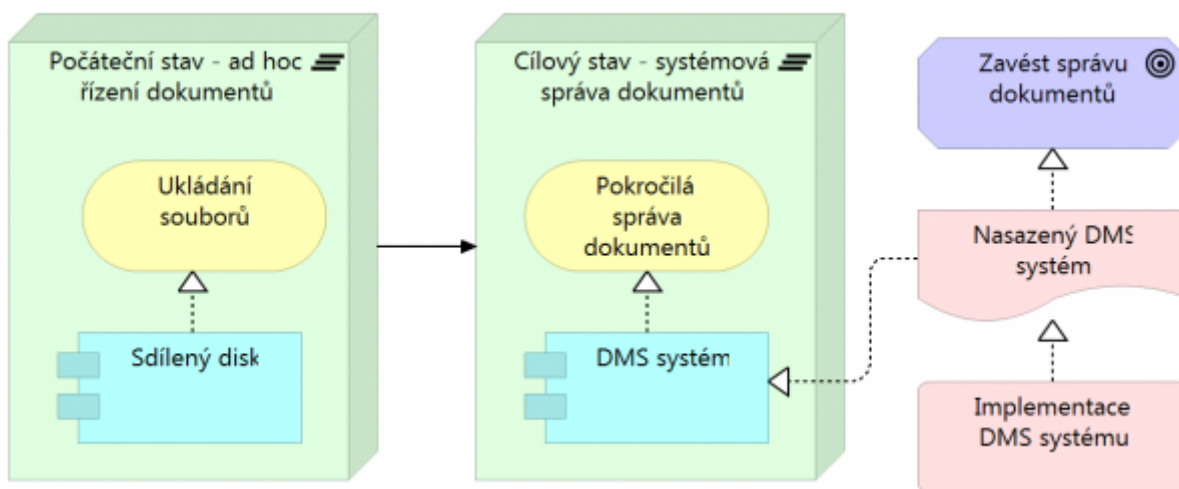 Počáteční stav - ad hoc
řízení dokumentů
Ukládání
souborů
Sdílený disk
Cílový stav - systémová
správa dokumentů
Pokročilá
správa
dokumentů
DMS systém
Zavést správu
dokumentů
Nasazený DMS
systém
Implementace
DMS systému